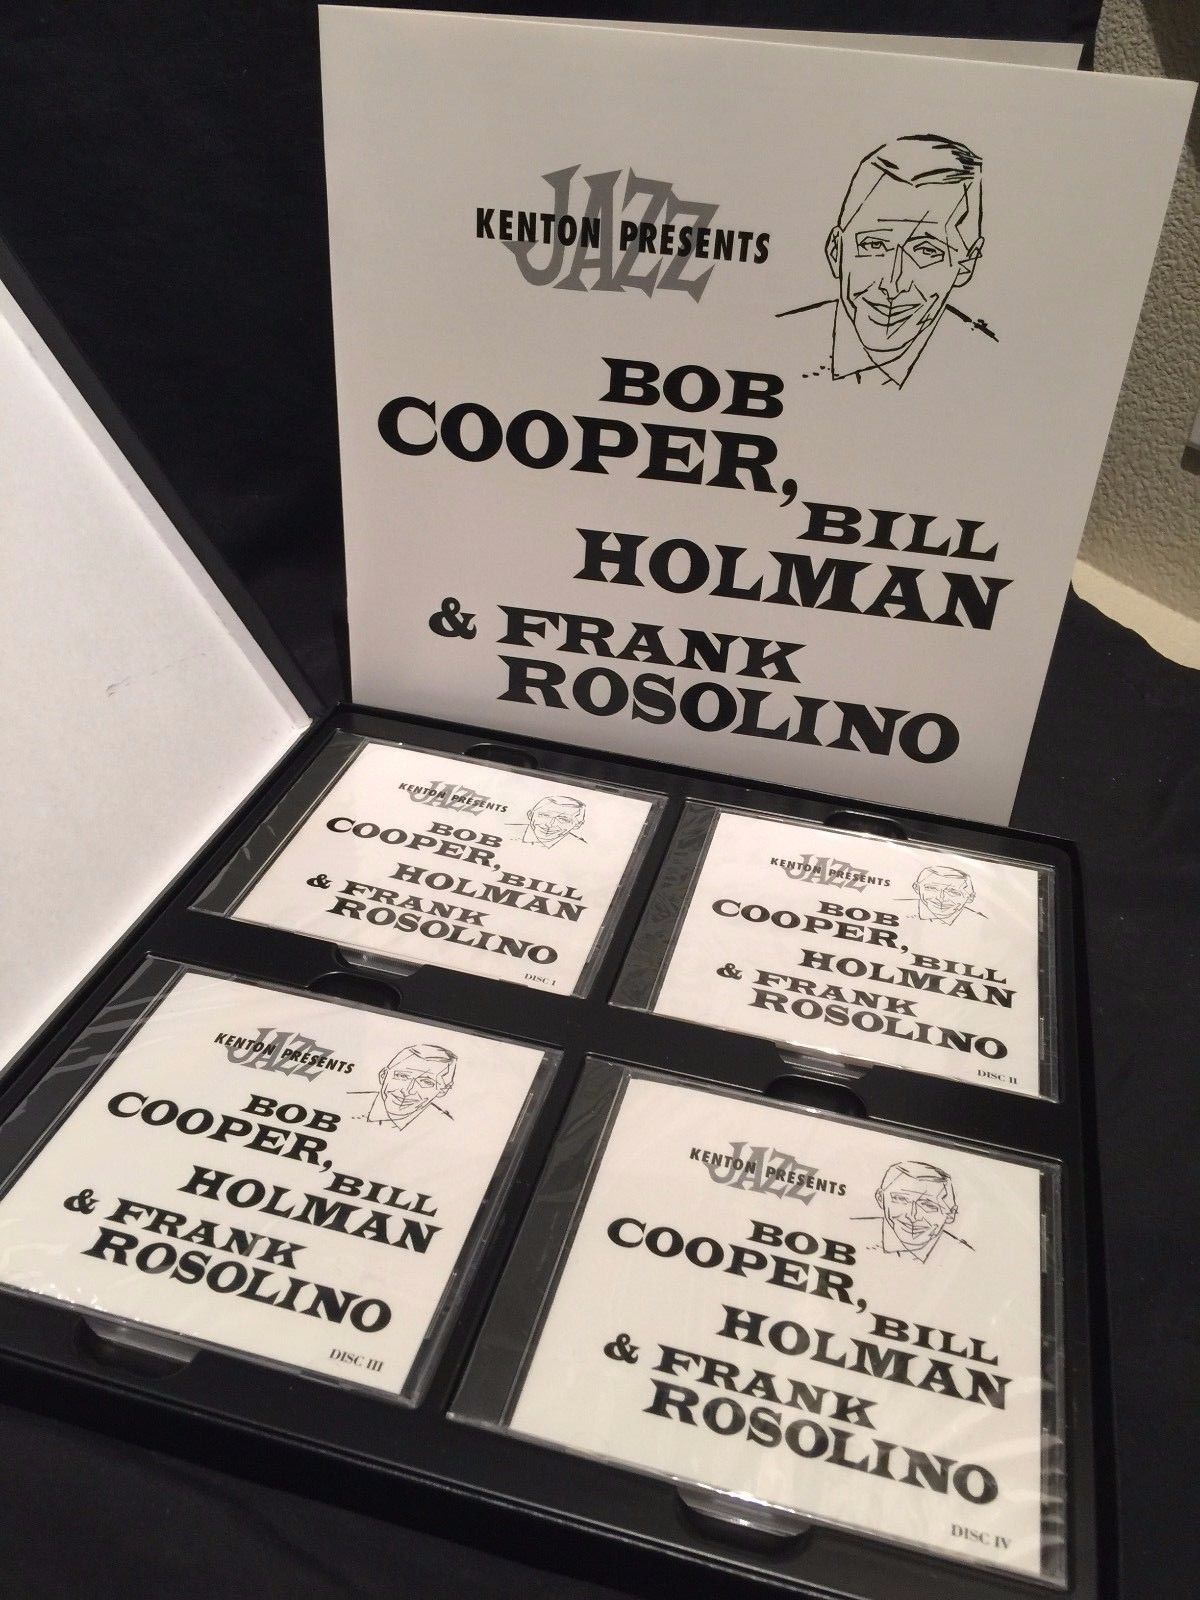 JAZZ
KENTON PRESENTS
BOB
COOPER,
BILL
HOLMAN
& FRANK
ROSOLINO
KENTON PRESENTS
JAZZ
BOB
COOPER,
BILL
HOLMAN
& FRANK
ROSOLINO
DISC I
KENTON PRESENTS
JAZZ
BOB
COOPER,
BILL
HOLMAN
& FRANK
ROSOLINO
DISC II
KENTON PRESENTS
JAZZ
BOB
COOPER,
BILL
HOLMAN
& FRANK
ROSOLINO
DISC III
KENTON PRESENTS
JAZZ
BOB
COOPER,
BILL
HOLMAN
& FRANK
ROSOLINO
DISC IV